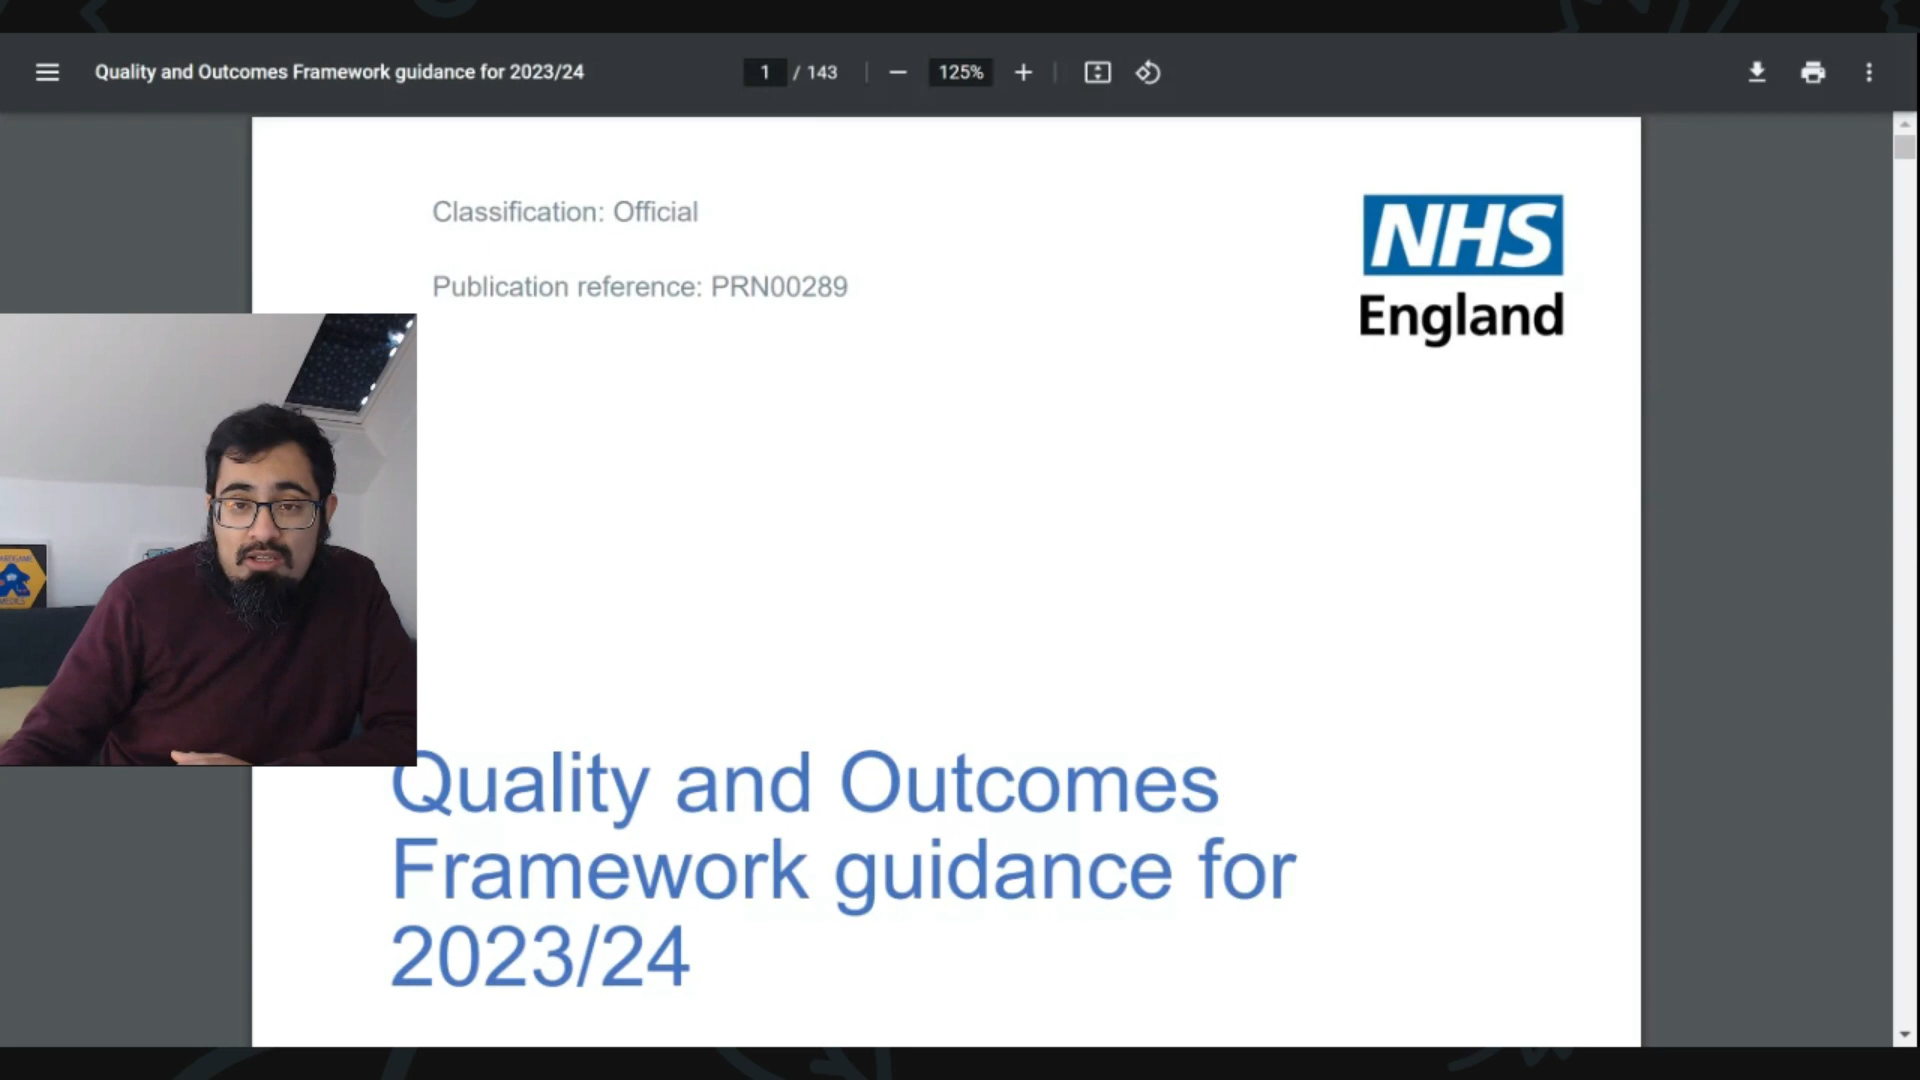 Quality and Outcomes Framework guidance for 2023/24
1 / 143
125%
Classification: Official
Publication reference: PRN00289
NHS
England
Quality and Outcomes
Framework guidance for
2023/24